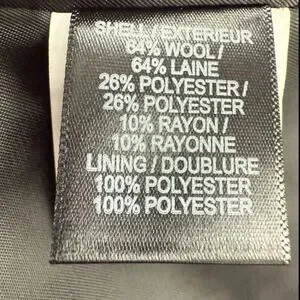 SHELL / EXTERIEUR
64% WOOL /
64% LAINE
26% POLYESTER /
26% POLYESTER
10% RAYON /
10% RAYONNE
LINING / DOUBLURE
100% POLYESTER
100% POLYESTER